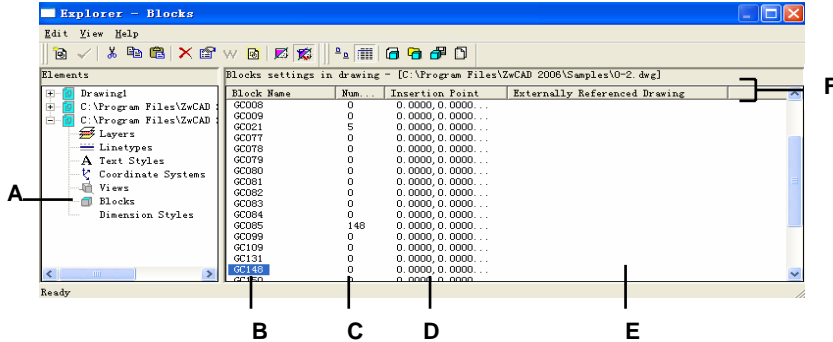 Explorer - Blocks
Edit View Help
Elements
Blocks settings in drawing - [C:\Program Files\ZwCAD 2006\Samples\0-2.dwg]
F
Block Name Num... Insertion Point Externally Referenced Drawing
Drawing1
C:\Program Files\ZwCAD
C:\Program Files\ZwCAD
Layers
Linetypes
A Text Styles
Coordinate Systems
Views
Blocks
Dimension Styles
A
GC008 0 0.0000,0.0000...
GC009 0 0.0000,0.0000...
GC021 5 0.0000,0.0000...
GC077 0 0.0000,0.0000...
GC078 0 0.0000,0.0000...
GC079 0 0.0000,0.0000...
GC080 0 0.0000,0.0000...
GC081 0 0.0000,0.0000...
GC082 0 0.0000,0.0000...
GC083 0 0.0000,0.0000...
GC084 0 0.0000,0.0000...
GC085 148 0.0000,0.0000...
GC099 0 0.0000,0.0000...
GC109 0 0.0000,0.0000...
GC131 0 0.0000,0.0000...
GC148 0 0.0000,0.0000...
Ready
B C D E